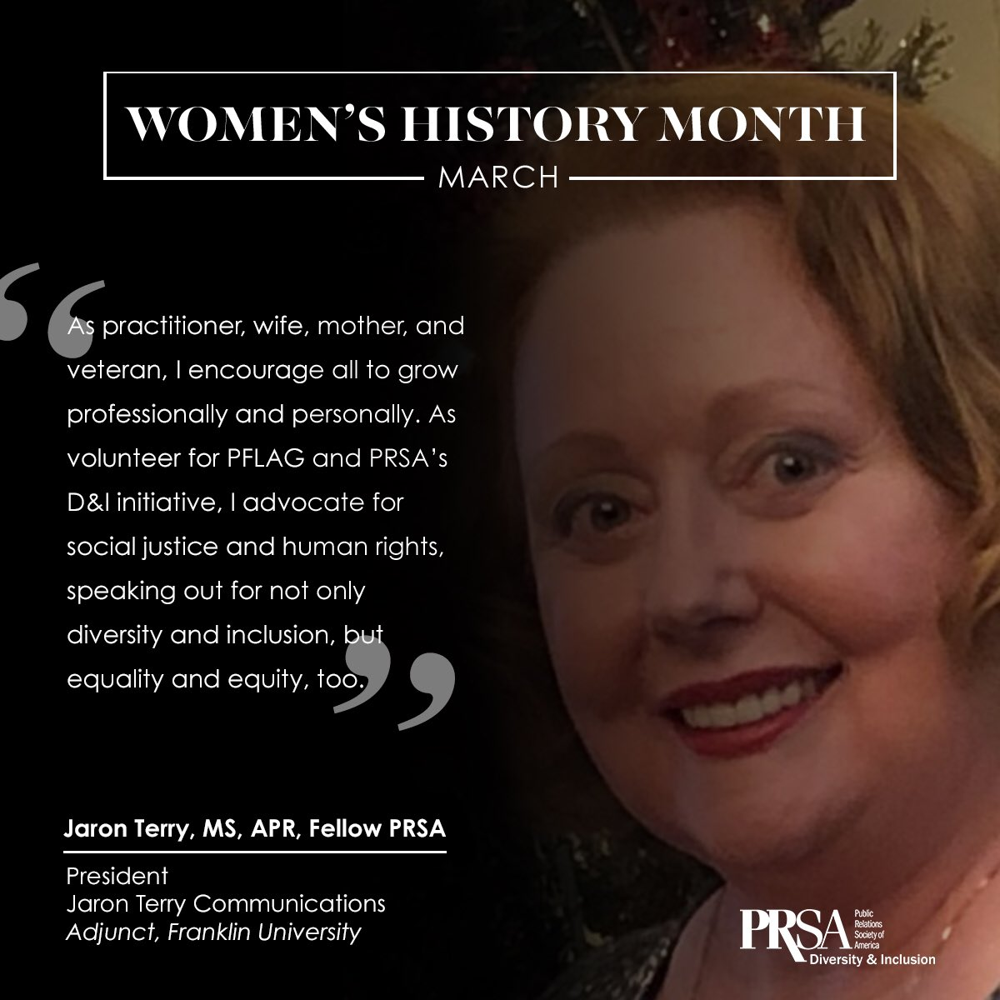 WOMEN’S HISTORY MONTH
MARCH
“
As practitioner, wife, mother, and
veteran, I encourage all to grow
professionally and personally. As
volunteer for PFLAG and PRSA’s
D&I initiative, I advocate for
social justice and human rights,
speaking out for not only
diversity and inclusion, but
equality and equity, too.
”
Jaron Terry, MS, APR, Fellow PRSA
President
Jaron Terry Communications
Adjunct, Franklin University
PRSA
Public
Relations
Society of
America
Diversity & Inclusion